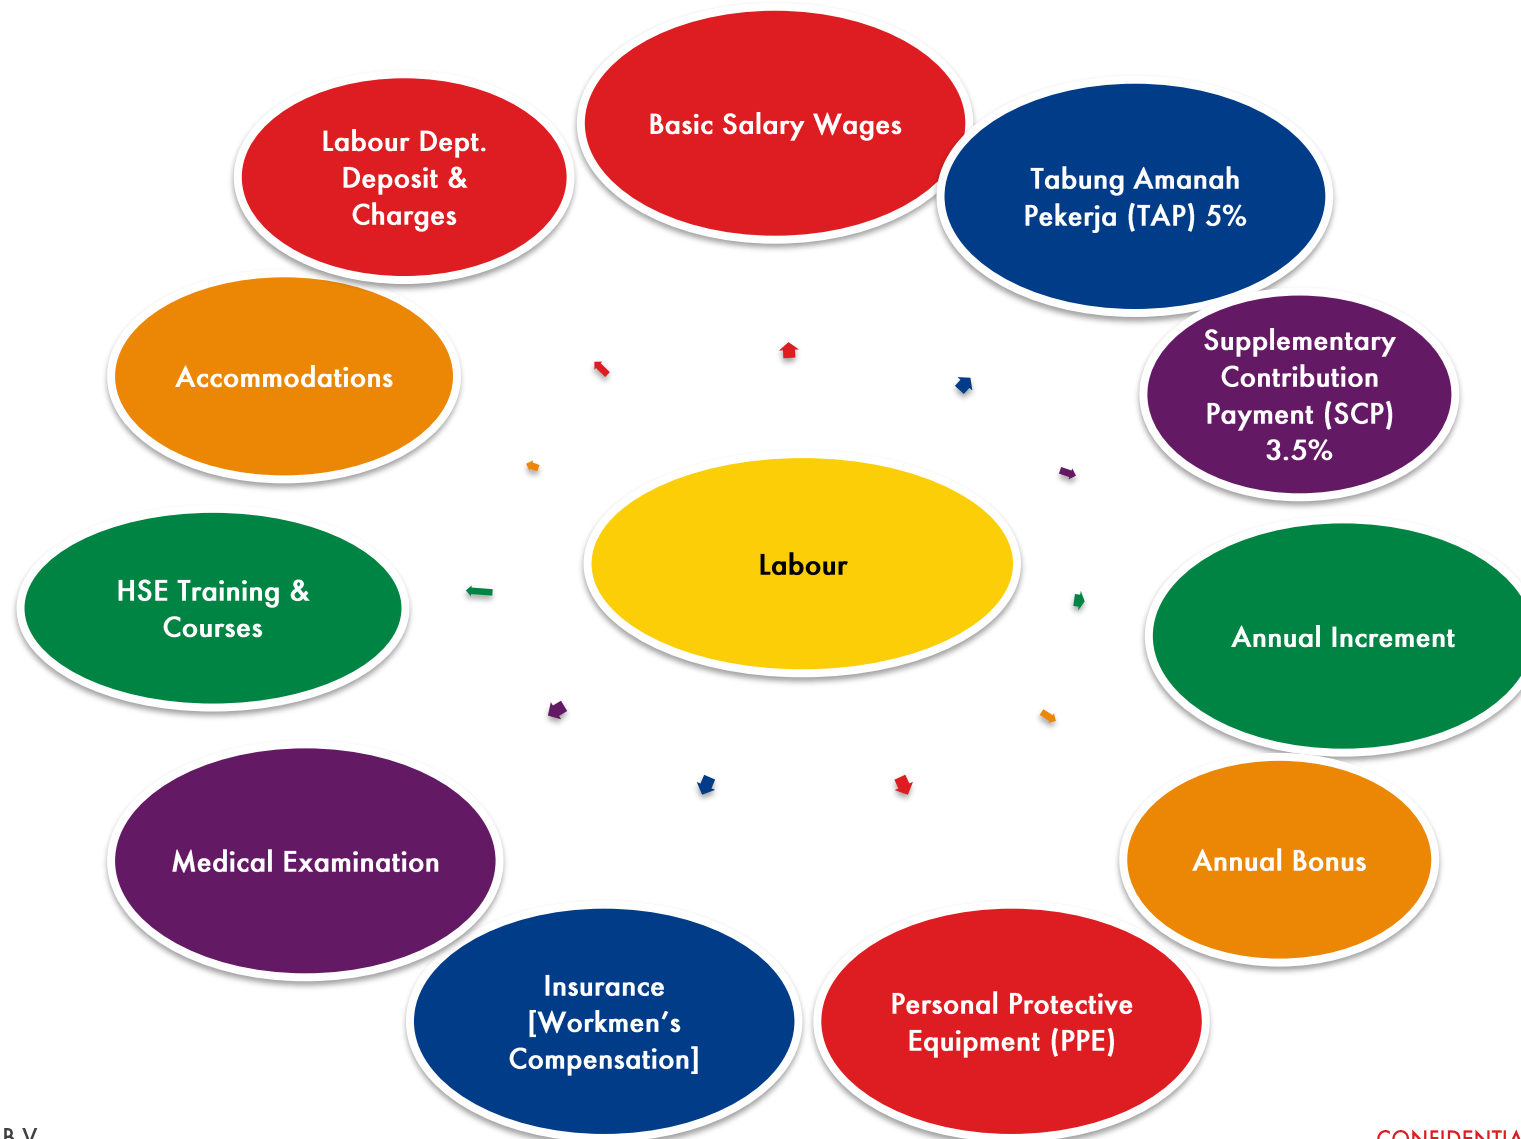 Basic Salary Wages
Tabung Amanah
Pekerja (TAP) 5%
Supplementary
Contribution
Payment (SCP)
3.5%
Annual Increment
Annual Bonus
Personal Protective
Equipment (PPE)
Insurance
[Workmen’s
Compensation]
Medical Examination
HSE Training &
Courses
Accommodations
Labour Dept.
Deposit &
Charges
Labour
B.V.